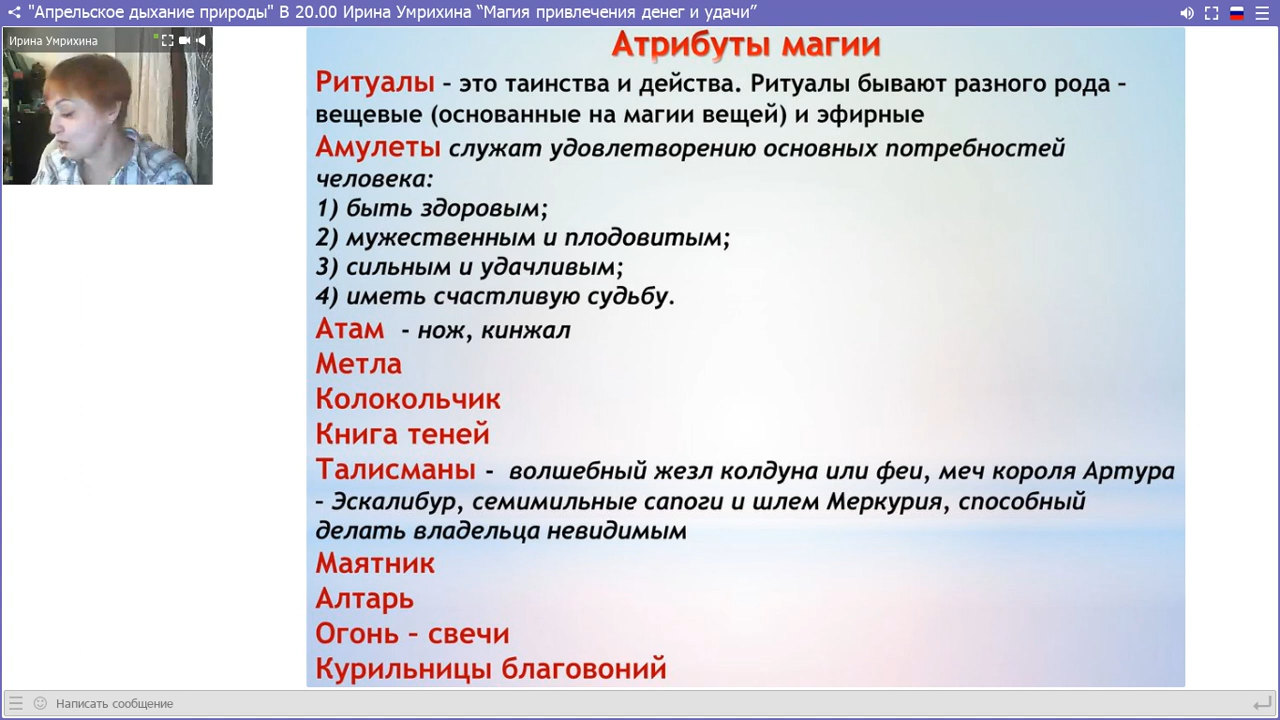 "Апрельское дыхание природы" В 20.00 Ирина Умрихина “Магия привлечения денег и удачи”
Ирина Умрихина
Атрибуты магии
Ритуалы – это таинства и действа. Ритуалы бывают разного рода –
вещевые (основанные на магии вещей) и эфирные
Амулеты служат удовлетворению основных потребностей
человека:
1) быть здоровым;
2) мужественным и плодовитым;
3) сильным и удачливым;
4) иметь счастливую судьбу.
Атам - нож, кинжал
Метла
Колокольчик
Книга теней
Талисманы - волшебный жезл колдуна или феи, меч короля Артура
– Эскалибур, семимильные сапоги и шлем Меркурия, способный
делать владельца невидимым
Маятник
Алтарь
Огонь – свечи
Курильницы благовоний
Написать сообщение